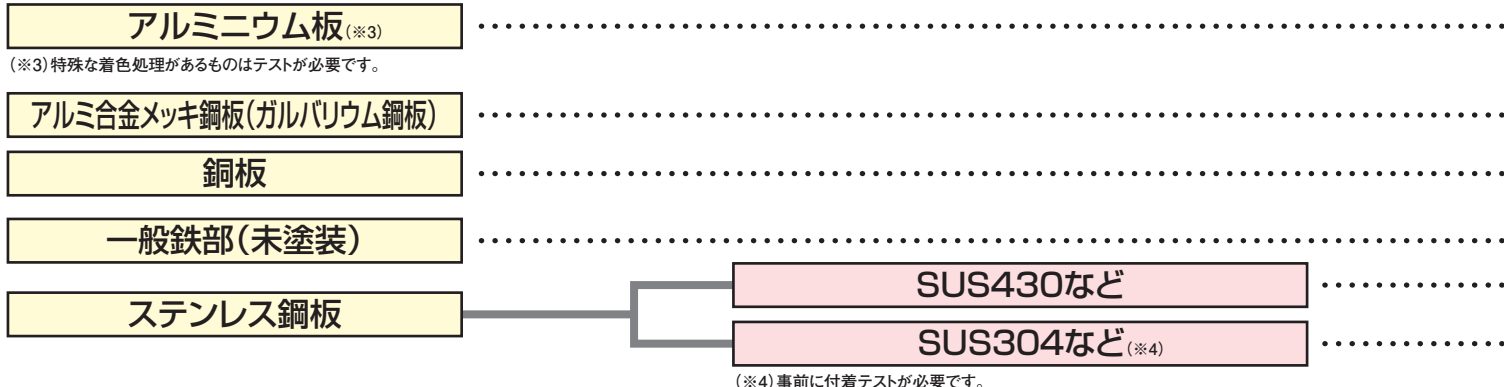 アルミニウム板(※3)
(※3)特殊な着色処理があるものはテストが必要です。
アルミ合金メッキ鋼板(ガルバリウム鋼板)
銅板
一般鉄部(未塗装)
ステンレス鋼板
SUS430など
SUS304など(※4)
(※4)事前に付着テストが必要です。